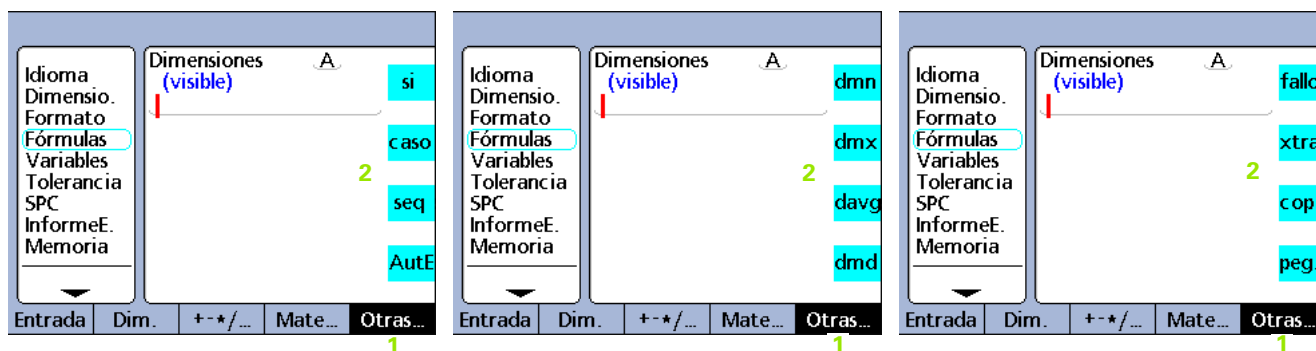 Dimensiones A
(visible)
Idioma
Dimensio.
Formato
Fórmulas
Variables
Tolerancia
SPC
InformeE.
Memoria
si
caso
2
seq
AutE
Entrada Dim. +-*/... Mate... Otras...
1
Dimensiones A
(visible)
Idioma
Dimensio.
Formato
Fórmulas
Variables
Tolerancia
SPC
InformeE.
Memoria
dmn
dmx
2
davg
dmd
Entrada Dim. +-*/... Mate... Otras...
1
Dimensiones A
(visible)
Idioma
Dimensio.
Formato
Fórmulas
Variables
Tolerancia
SPC
InformeE.
Memoria
fallo
xtra
2
cop
peg.
Entrada Dim. +-*/... Mate... Otras...
1